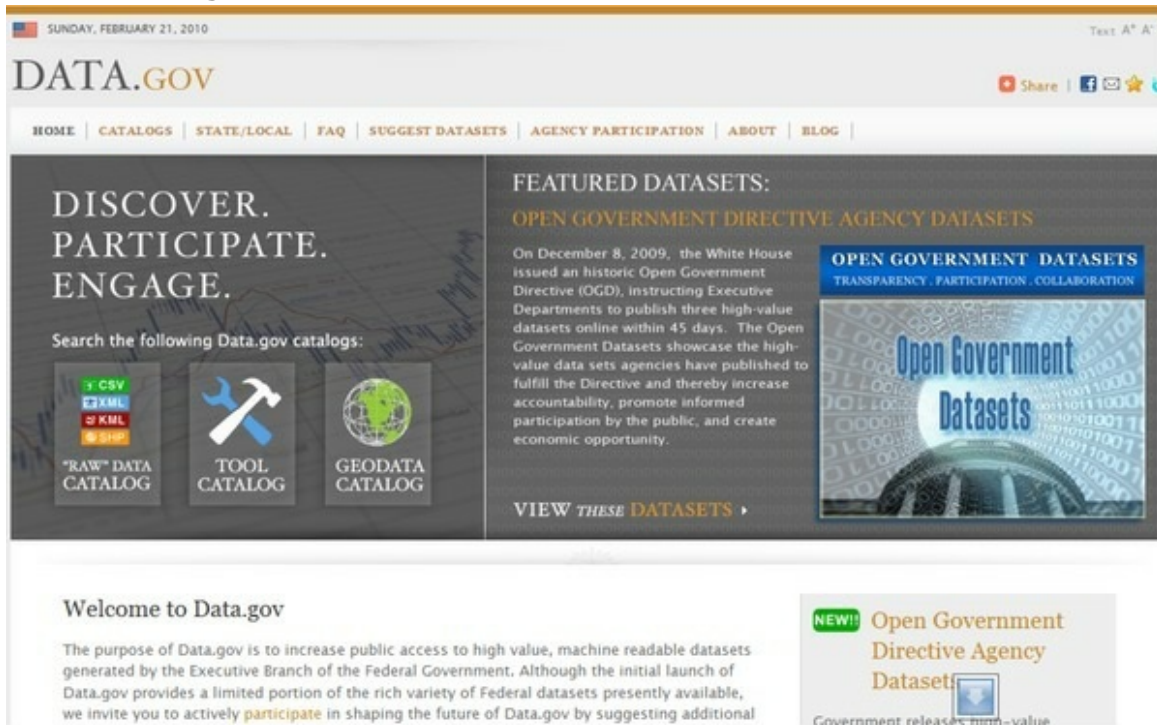 SUNDAY, FEBRUARY 21, 2010
Text A+ A-
DATA.GOV
Share |
HOME | CATALOGS | STATE/LOCAL | FAQ | SUGGEST DATASETS | AGENCY PARTICIPATION | ABOUT | BLOG |
DISCOVER.
PARTICIPATE.
ENGAGE.
Search the following Data.gov catalogs:
CSV
XML
KML
SHP
"RAW" DATA
CATALOG
TOOL
CATALOG
GEODATA
CATALOG
FEATURED DATASETS:
OPEN GOVERNMENT DIRECTIVE AGENCY DATASETS
On December 8, 2009, the White House
issued an historic Open Government
Directive (OGD), instructing Executive
Departments to publish three high-value
datasets online within 45 days. The Open
Government Datasets showcase the high-
value data sets agencies have published to
fulfill the Directive and thereby increase
accountability, promote informed
participation by the public, and create
economic opportunity.
VIEW THESE DATASETS
OPEN GOVERNMENT DATASETS
TRANSPARENCY . PARTICIPATION . COLLABORATION
Open Government
Datasets
Welcome to Data.gov
The purpose of Data.gov is to increase public access to high value, machine readable datasets
generated by the Executive Branch of the Federal Government. Although the initial launch of
Data.gov provides a limited portion of the rich variety of Federal datasets presently available,
we invite you to actively participate in shaping the future of Data.gov by suggesting additional
NEW!!
Open Government
Directive Agency
Datasets
Government releases high-value